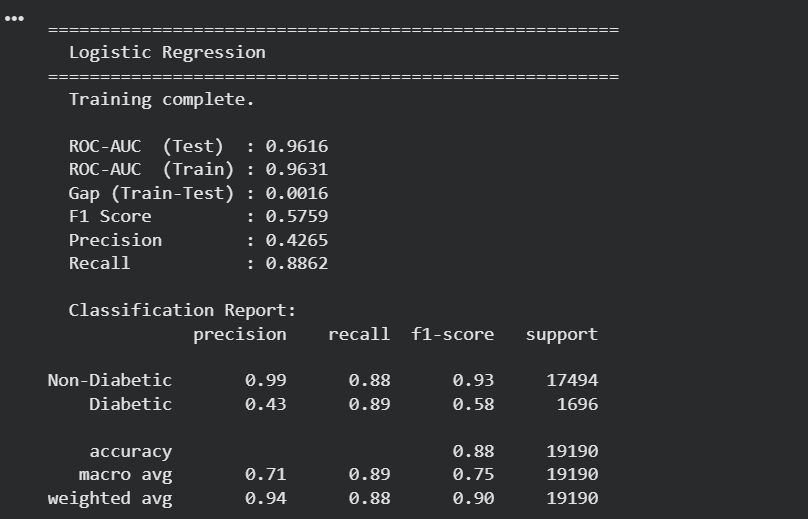 =======================================================
Logistic Regression
=======================================================
Training complete.
ROC-AUC  (Test)  : 0.9616
ROC-AUC  (Train) : 0.9631
Gap (Train-Test) : 0.0016
F1 Score         : 0.5759
Precision        : 0.4265
Recall           : 0.8862
Classification Report:
              precision    recall  f1-score   support
Non-Diabetic       0.99      0.88      0.93     17494
    Diabetic       0.43      0.89      0.58      1696
    accuracy                           0.88     19190
   macro avg       0.71      0.89      0.75     19190
weighted avg       0.94      0.88      0.90     19190